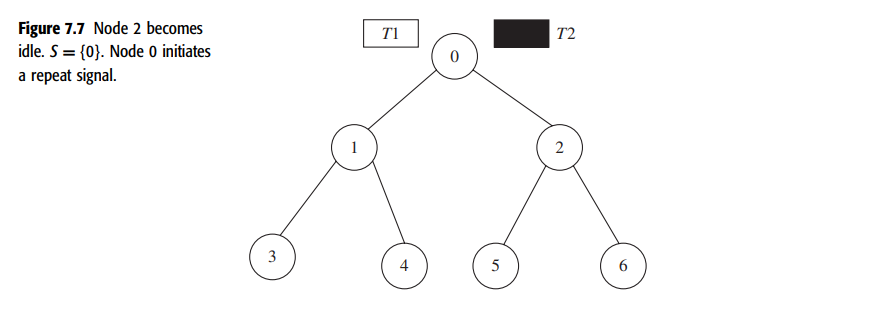 Figure 7.7 Node 2 becomes
idle. S = {0}. Node 0 initiates
a repeat signal.
T1
T2
0
1
2
3
4
5
6